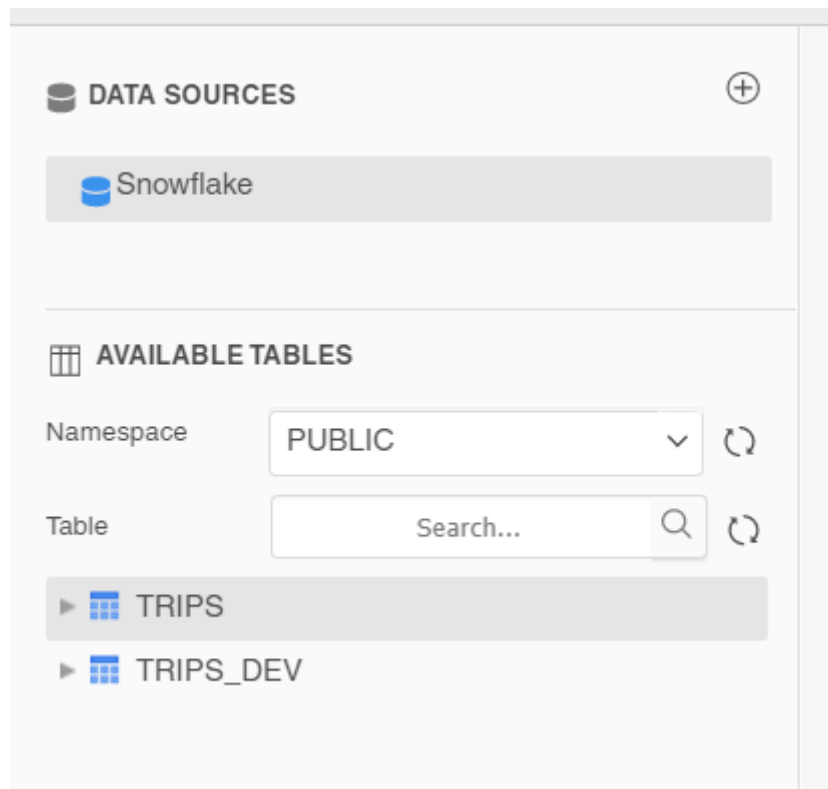 DATA SOURCES
Snowflake
AVAILABLE TABLES
Namespace PUBLIC
Table Search...
TRIPS
TRIPS_DEV